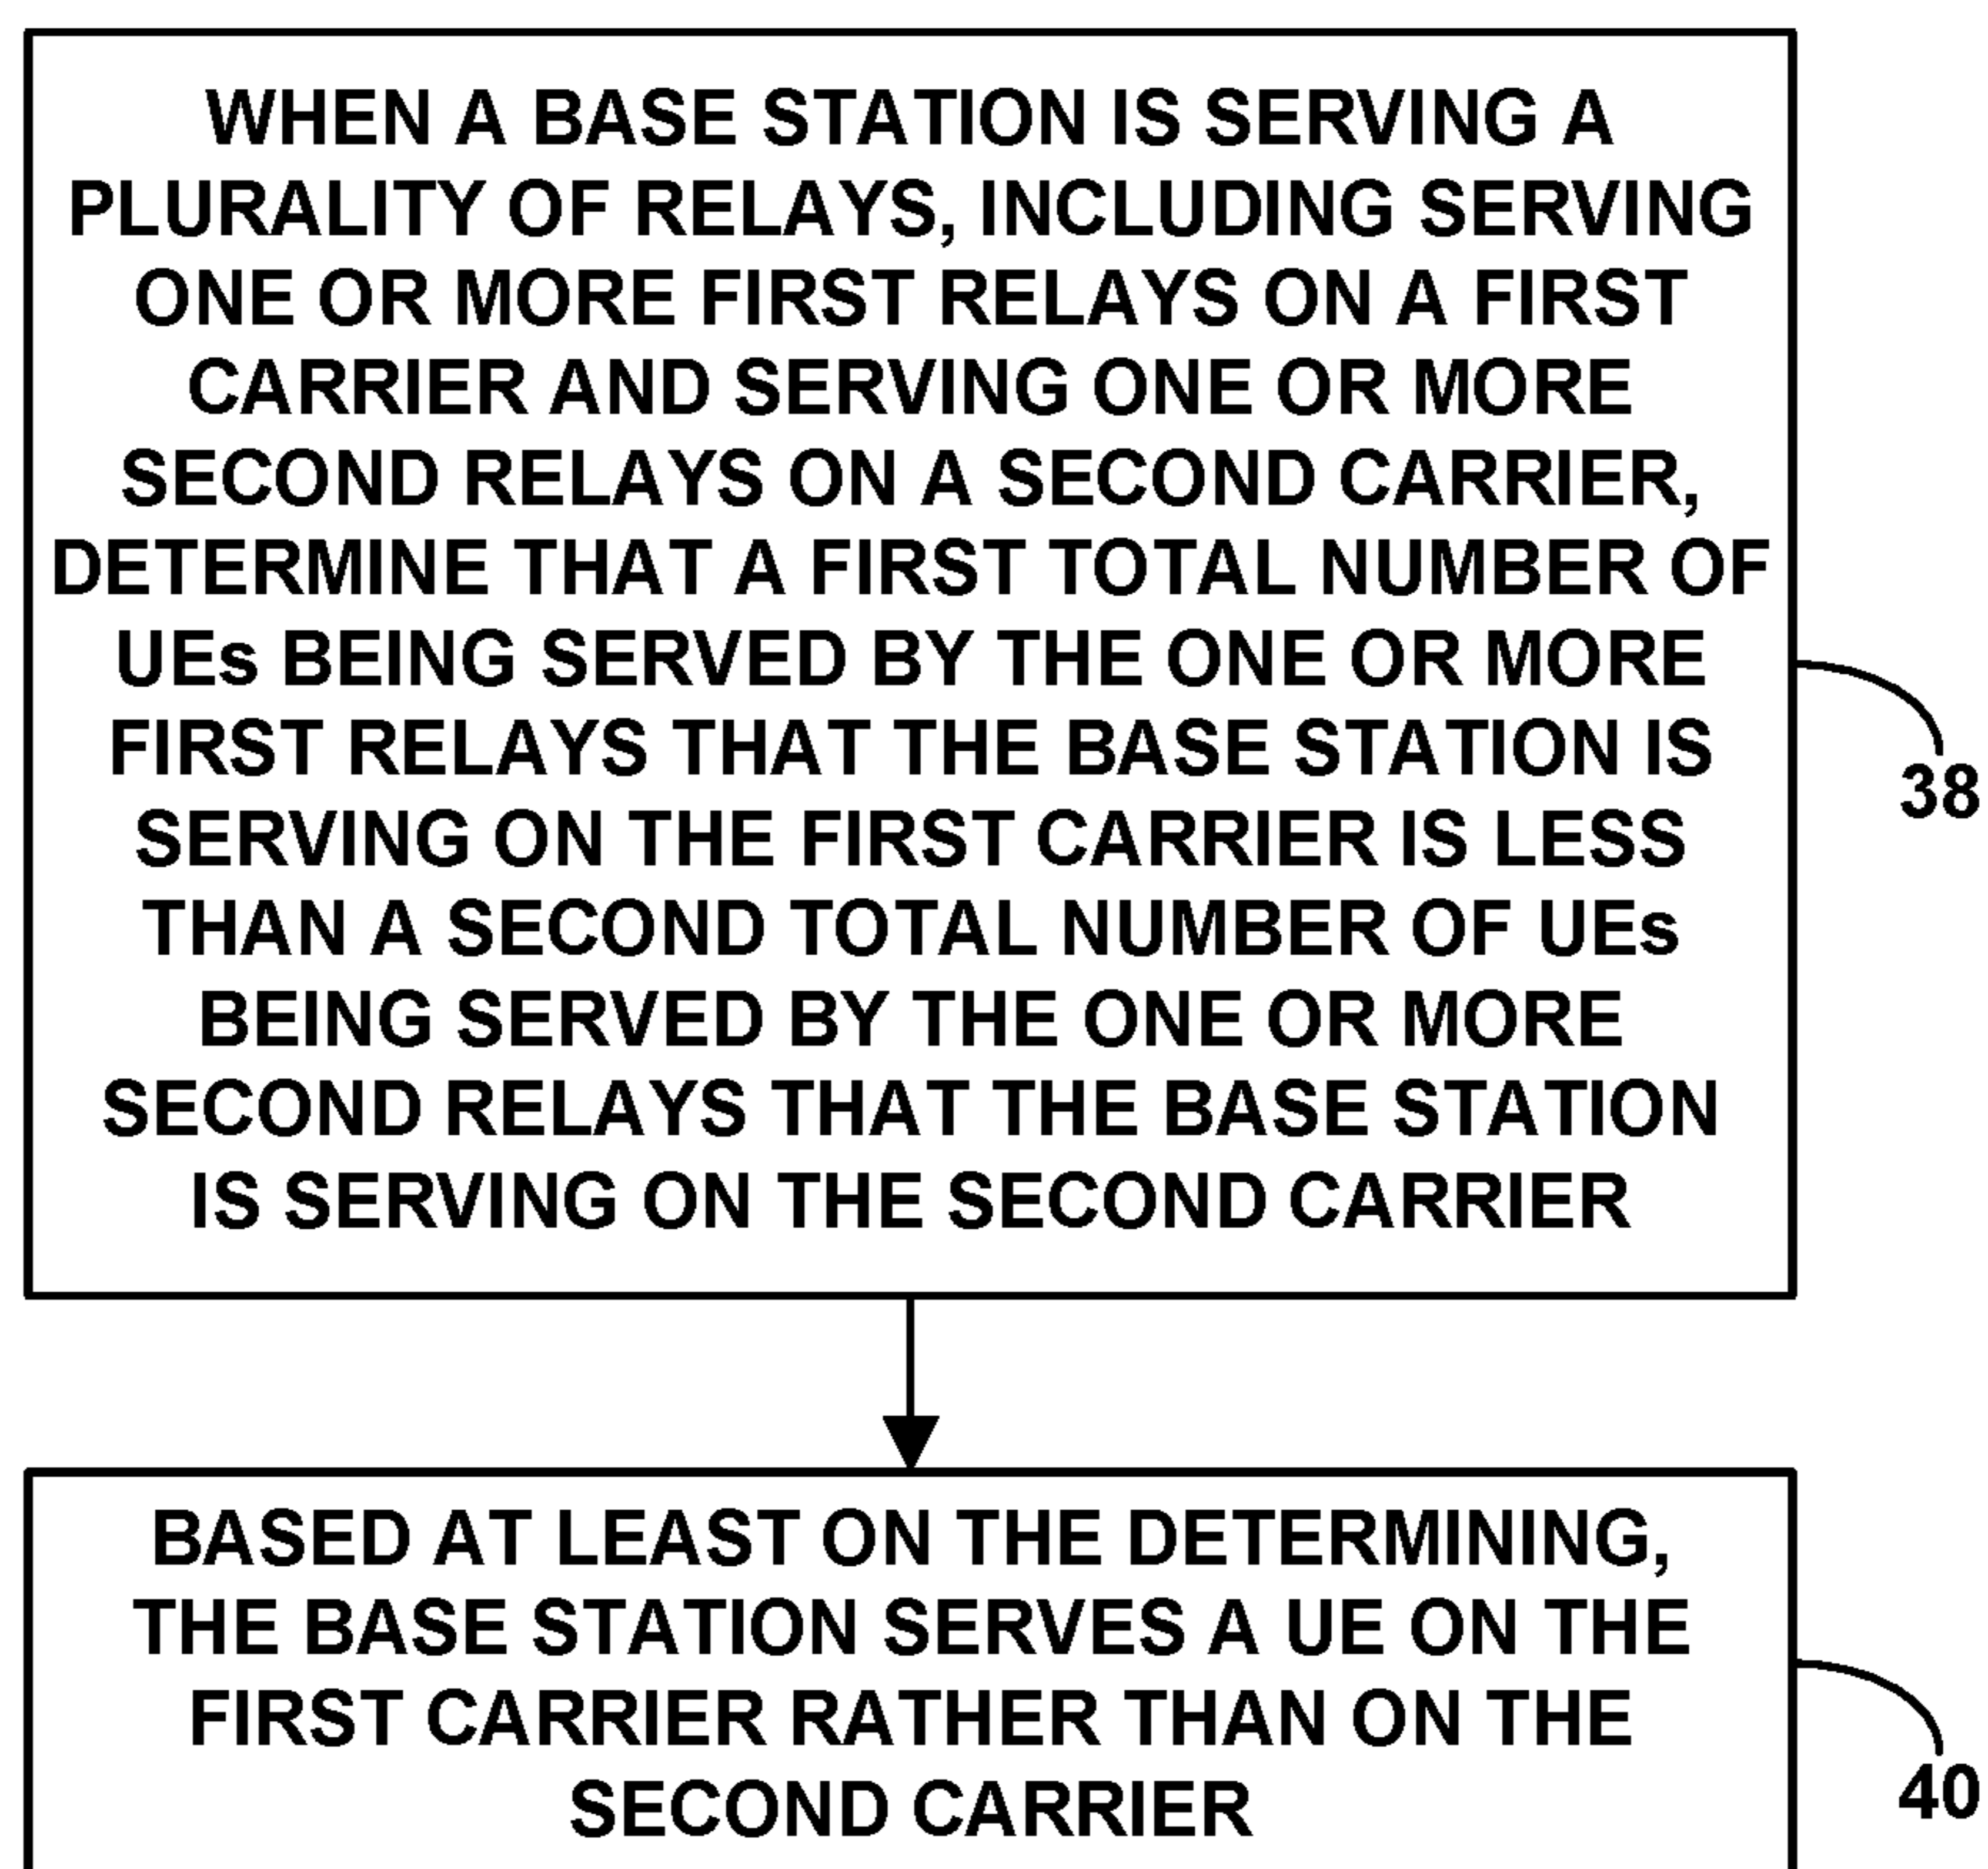 WHEN A BASE STATION IS SERVING A
PLURALITY OF RELAYS, INCLUDING SERVING
ONE OR MORE FIRST RELAYS ON A FIRST
CARRIER AND SERVING ONE OR MORE
SECOND RELAYS ON A SECOND CARRIER,
DETERMINE THAT A FIRST TOTAL NUMBER OF
UEs BEING SERVED BY THE ONE OR MORE
FIRST RELAYS THAT THE BASE STATION IS
SERVING ON THE FIRST CARRIER IS LESS
THAN A SECOND TOTAL NUMBER OF UEs
BEING SERVED BY THE ONE OR MORE
SECOND RELAYS THAT THE BASE STATION
IS SERVING ON THE SECOND CARRIER
38
BASED AT LEAST ON THE DETERMINING,
THE BASE STATION SERVES A UE ON THE
FIRST CARRIER RATHER THAN ON THE
SECOND CARRIER
40